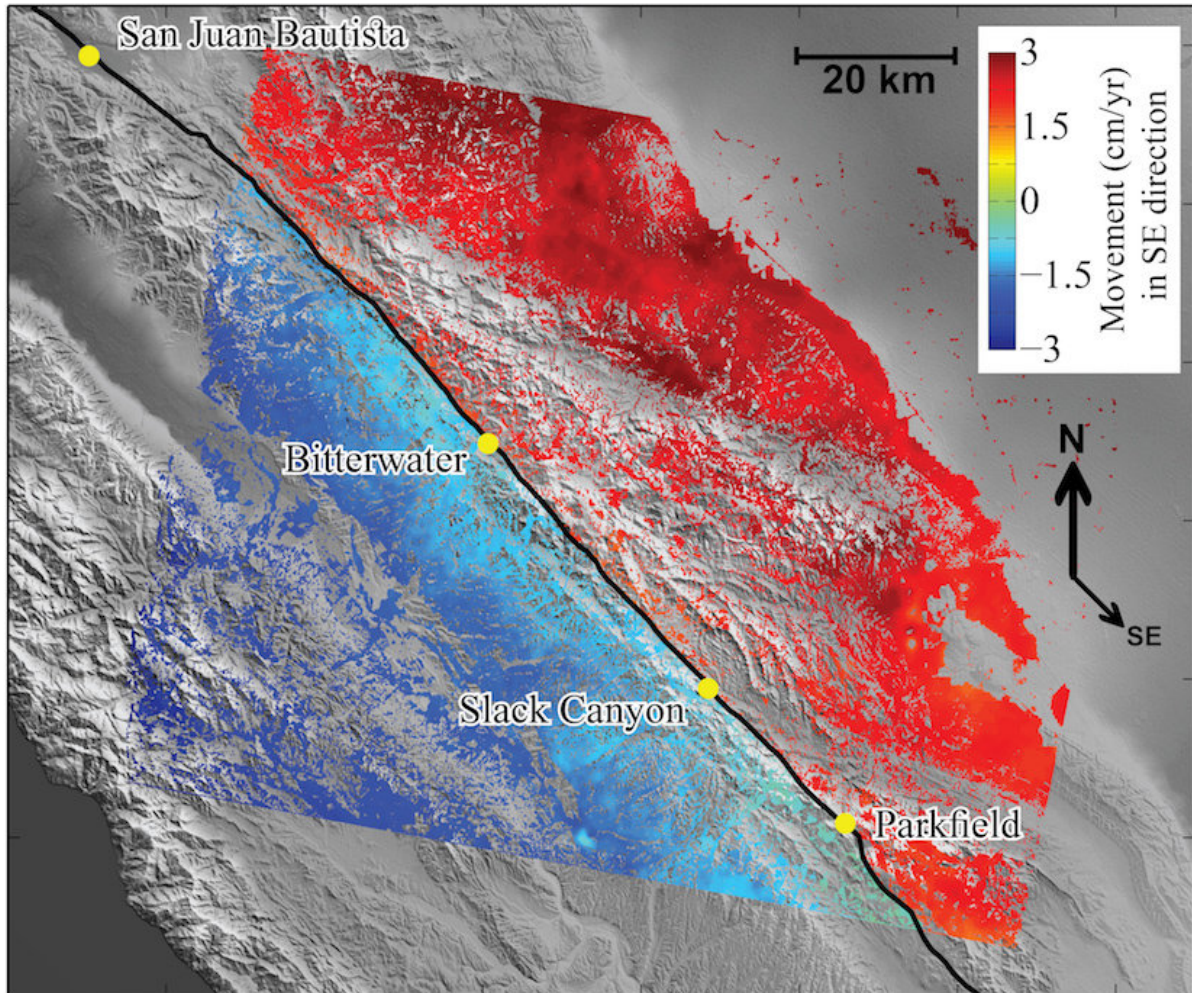 San Juan Bautista
20 km
3
1.5
0
−1.5
−3
Movement (cm/yr)
in SE direction
Bitterwater
N
SE
Slack Canyon
Parkfield